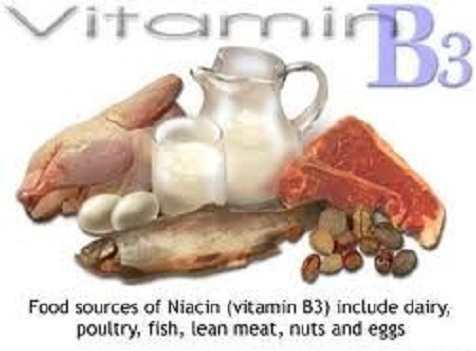 Vitamin B3
Food sources of Niacin (vitamin B3) include dairy,
poultry, fish, lean meat, nuts and eggs